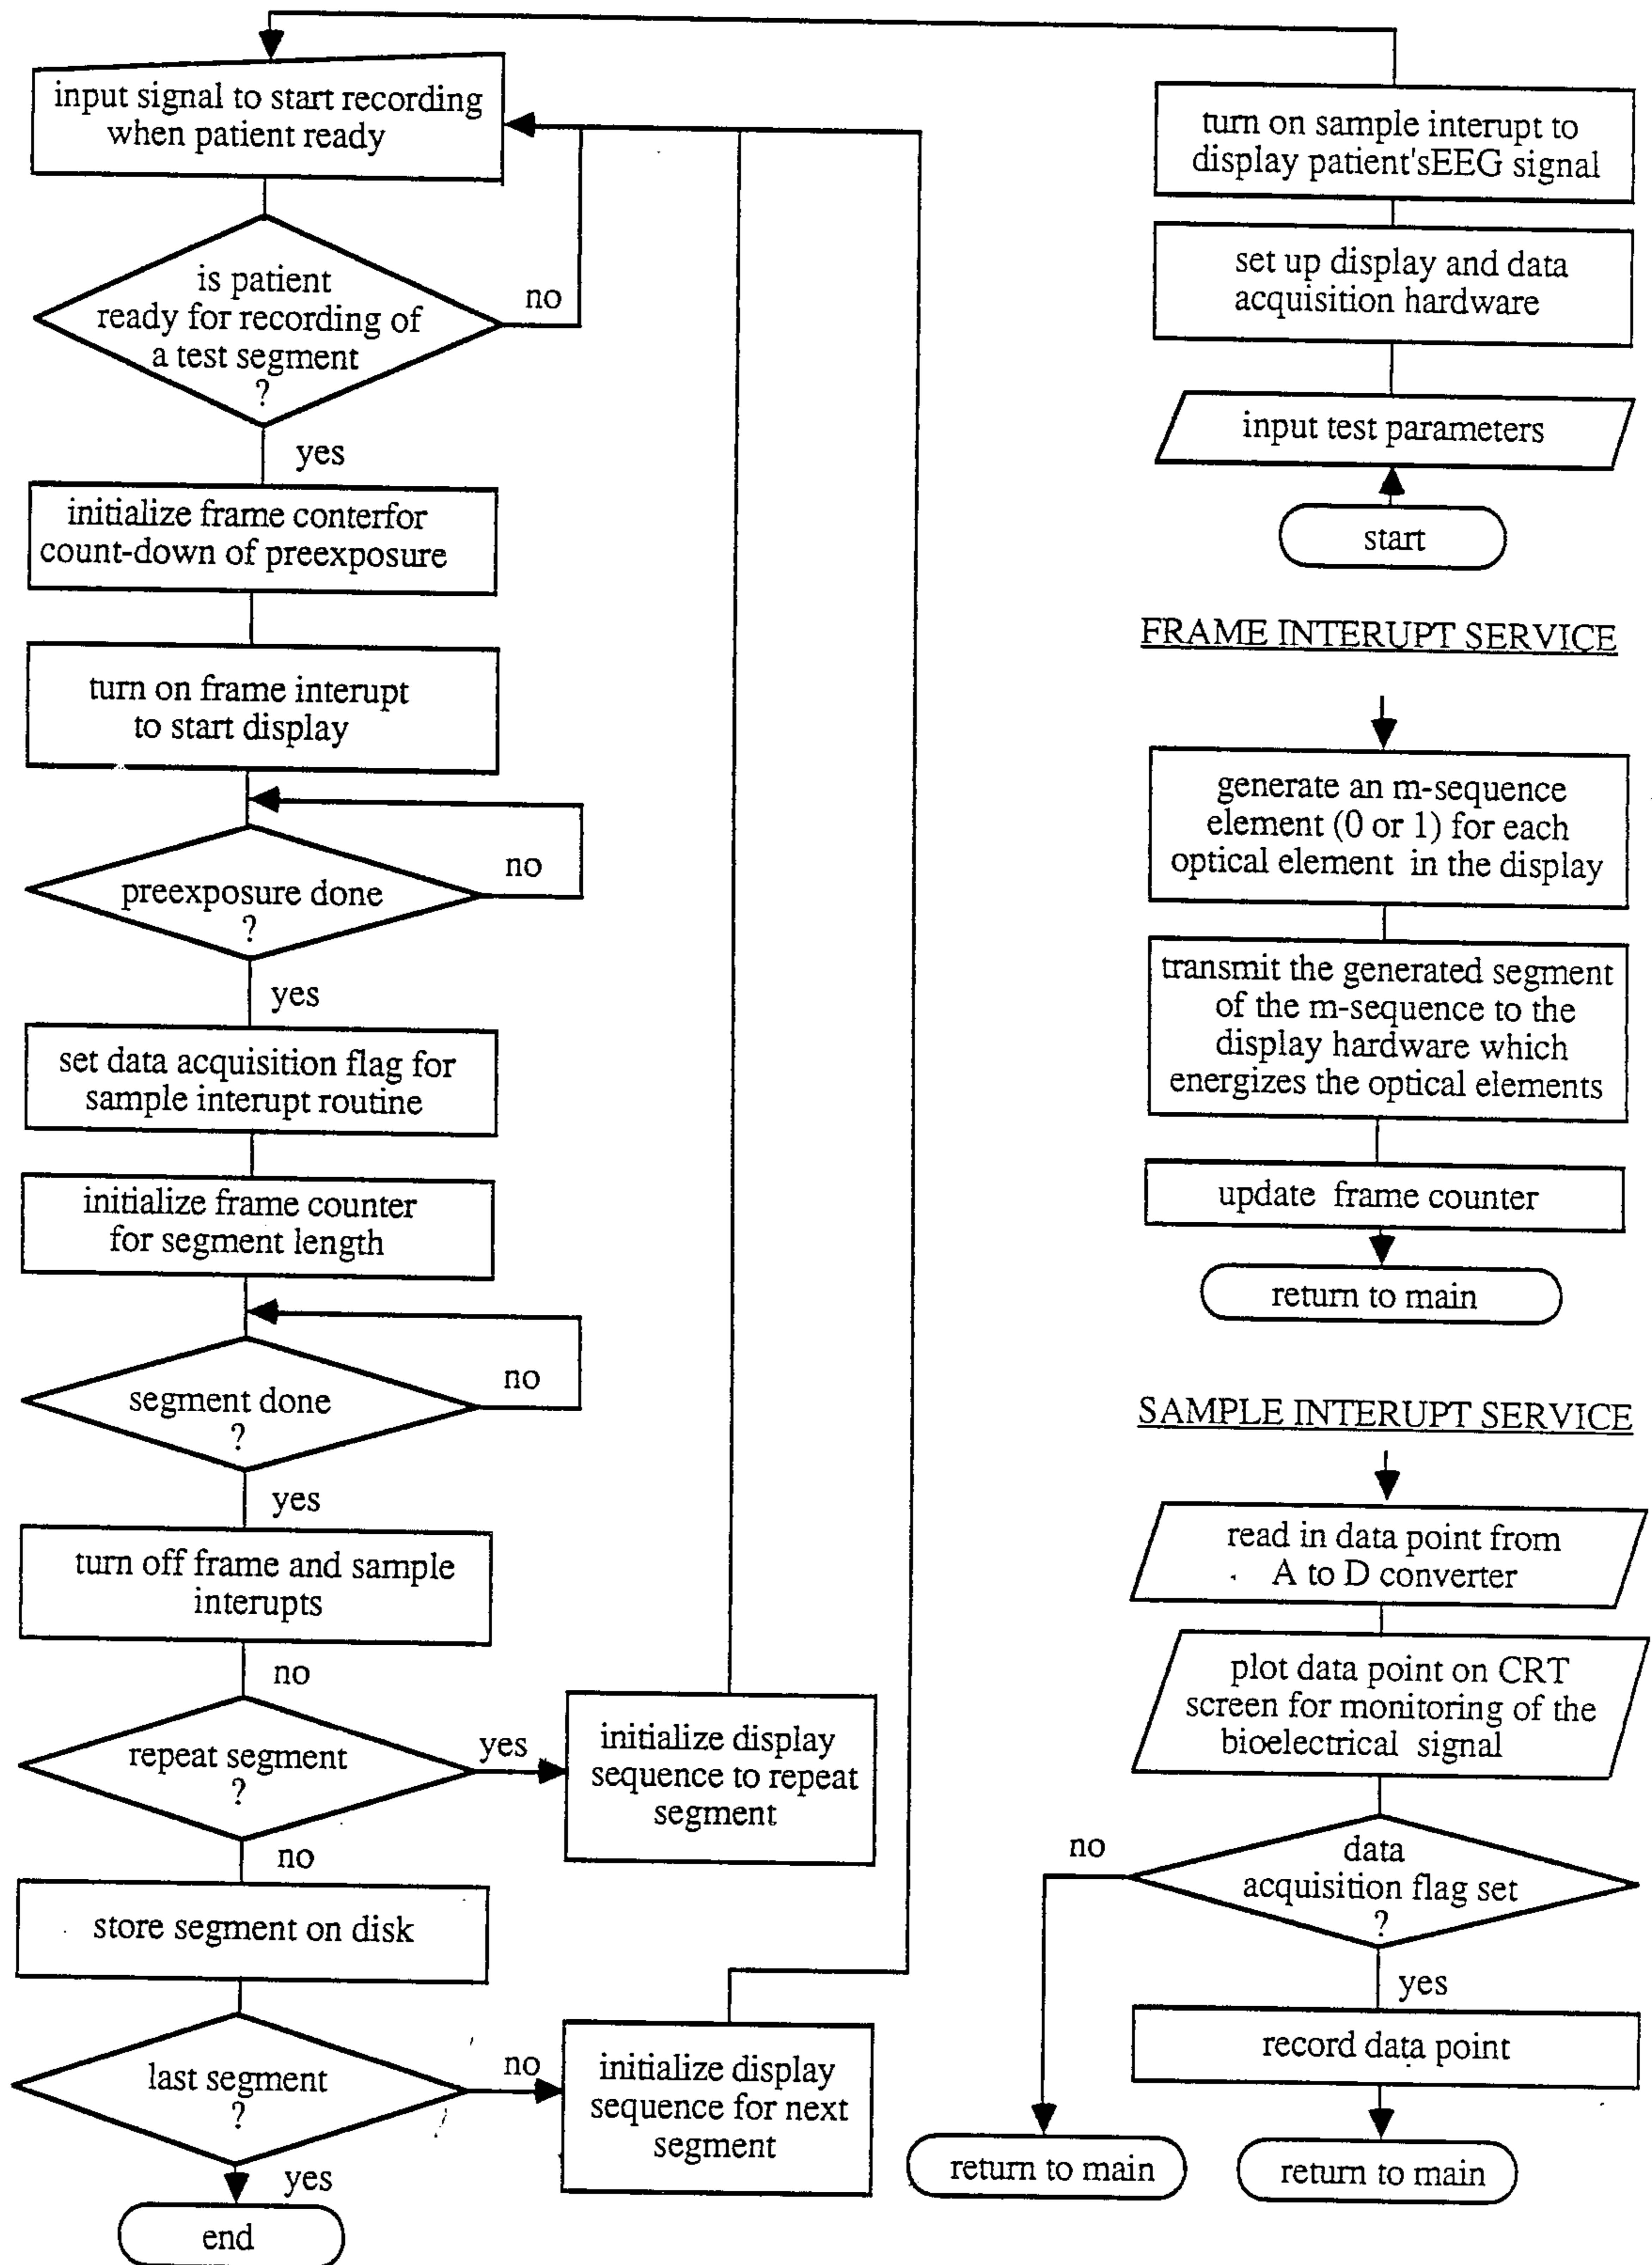 input signal to start recording
when patient ready
is patient
ready for recording of
a test segment
?
no
yes
initialize frame conterfor
count-down of preexposure
turn on frame interupt
to start display
no
preexposure done
?
yes
set data acquisition flag for
sample interupt routine
initialize frame counter
for segment length
no
segment done
?
yes
turn off frame and sample
interupts
no
repeat segment
?
yes
initialize display
sequence to repeat
segment
no
store segment on disk
last segment
?
no
initialize display
sequence for next
segment
yes
end
turn on sample interupt to
display patient'sEEG signal
set up display and data
acquisition hardware
input test parameters
start
FRAME INTERUPT SERVICE
generate an m-sequence
element (0 or 1) for each
optical element in the display
transmit the generated segment
of the m-sequence to the
display hardware which
energizes the optical elements
update frame counter
return to main
SAMPLE INTERUPT SERVICE
read in data point from
A to D converter
plot data point on CRT
screen for monitoring of the
bioelectrical signal
no
data
acquisition flag set
?
yes
record data point
return to main
return to main